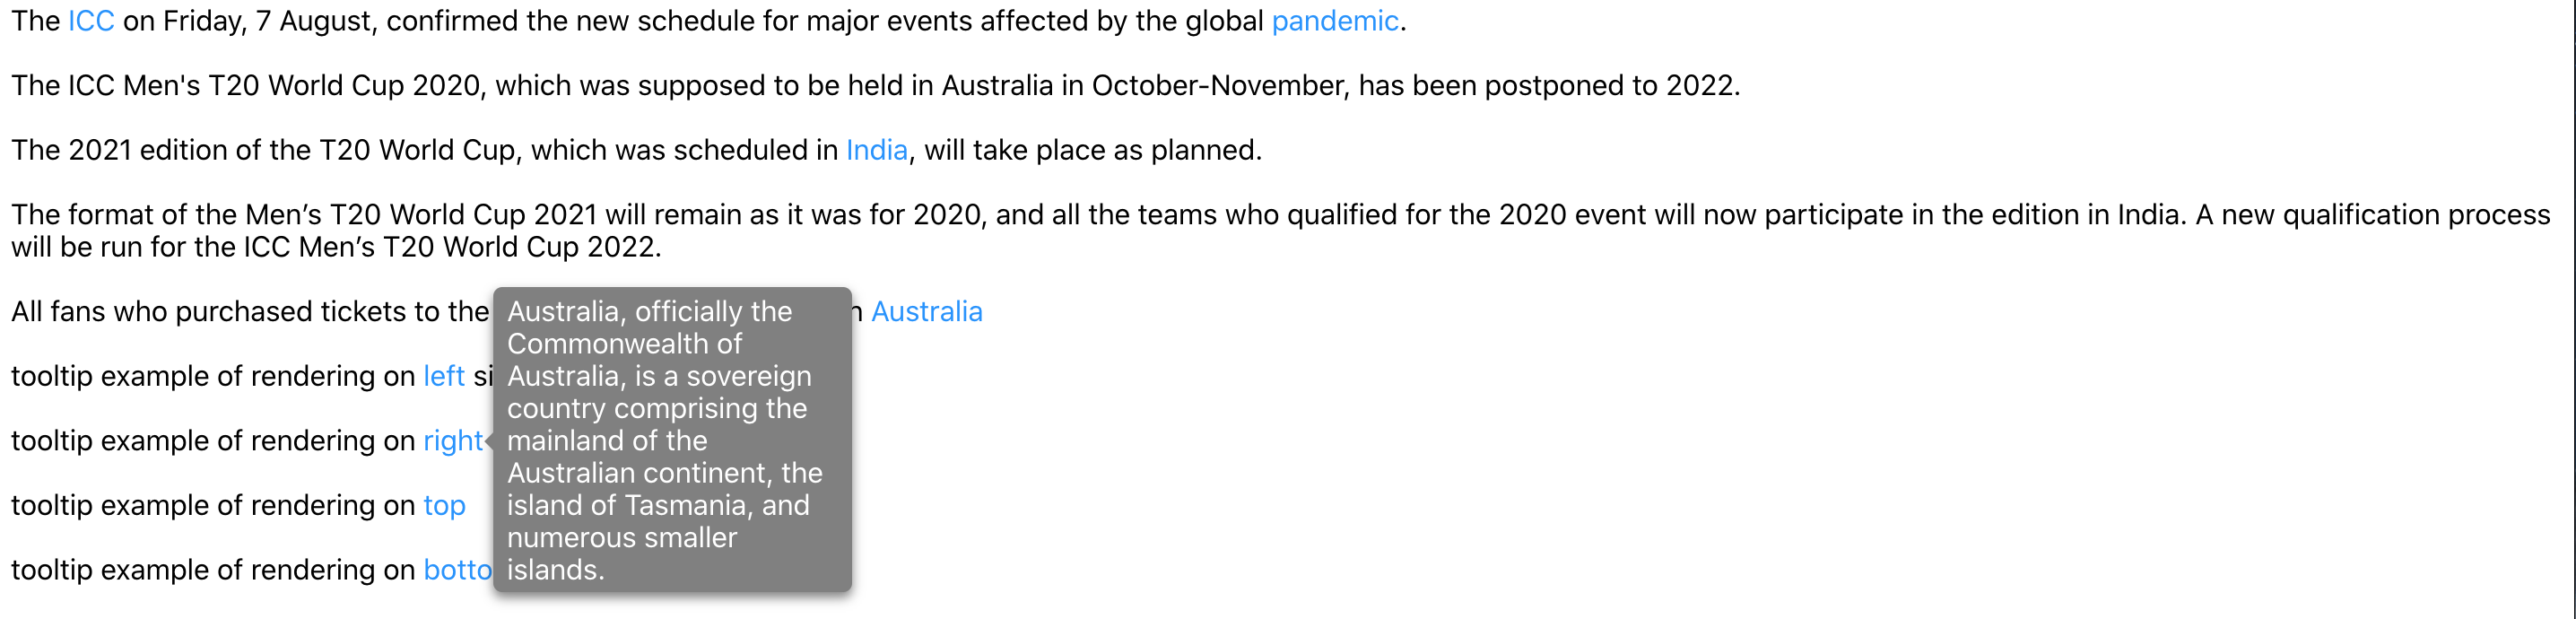 The ICC on Friday, 7 August, confirmed the new schedule for major events affected by the global pandemic.
The ICC Men's T20 World Cup 2020, which was supposed to be held in Australia in October-November, has been postponed to 2022.
The 2021 edition of the T20 World Cup, which was scheduled in India, will take place as planned.
The format of the Men’s T20 World Cup 2021 will remain as it was for 2020, and all the teams who qualified for the 2020 event will now participate in the edition in India. A new qualification process
will be run for the ICC Men’s T20 World Cup 2022.
All fans who purchased tickets to the
Australia
tooltip example of rendering on left
tooltip example of rendering on right
tooltip example of rendering on top
tooltip example of rendering on
Australia, officially the
Commonwealth of
Australia, is a sovereign
country comprising the
mainland of the
Australian continent, the
island of Tasmania, and
numerous smaller
islands.